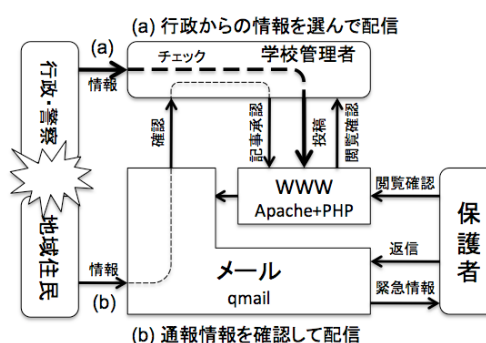 (a) 行政からの情報を選んで配信
(a)
情報
チェック
学校管理者
行政・警察
地域住民
確認
記事承認
投稿
閲覧確認
WWW
Apache+PHP
閲覧確認
保護者
返信
緊急情報
メール
qmail
情報
(b)
(b) 通報情報を確認して配信